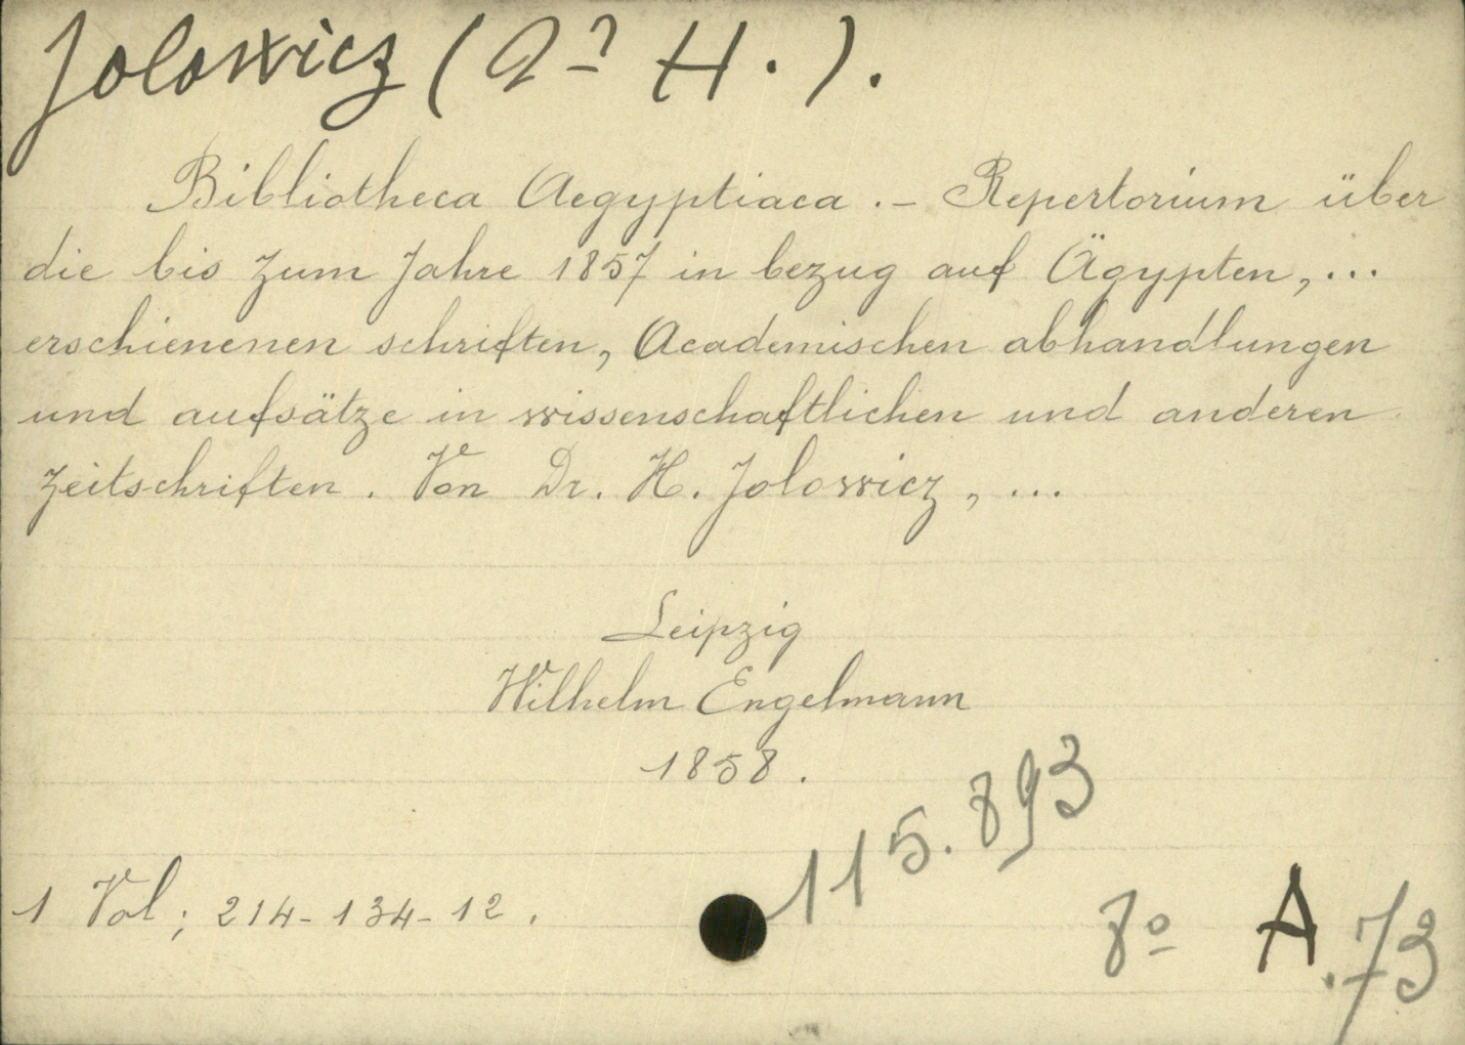 Jolowicz (Dr H.).
Bibliotheca Aegyptiaca. - Repertorium über
die bis zum Jahre 1857 in bezug auf Ägypten, ...
erschienenen schriften, Academischen abhandlungen
und aufsätze in wissenschaftlichen und anderen
zeitschriften. Von Dr. H. Jolowicz, ...
Leipzig
Wilhelm Engelmann
1858.
115.893
1 Vol; 214-134-12.
8º A.73